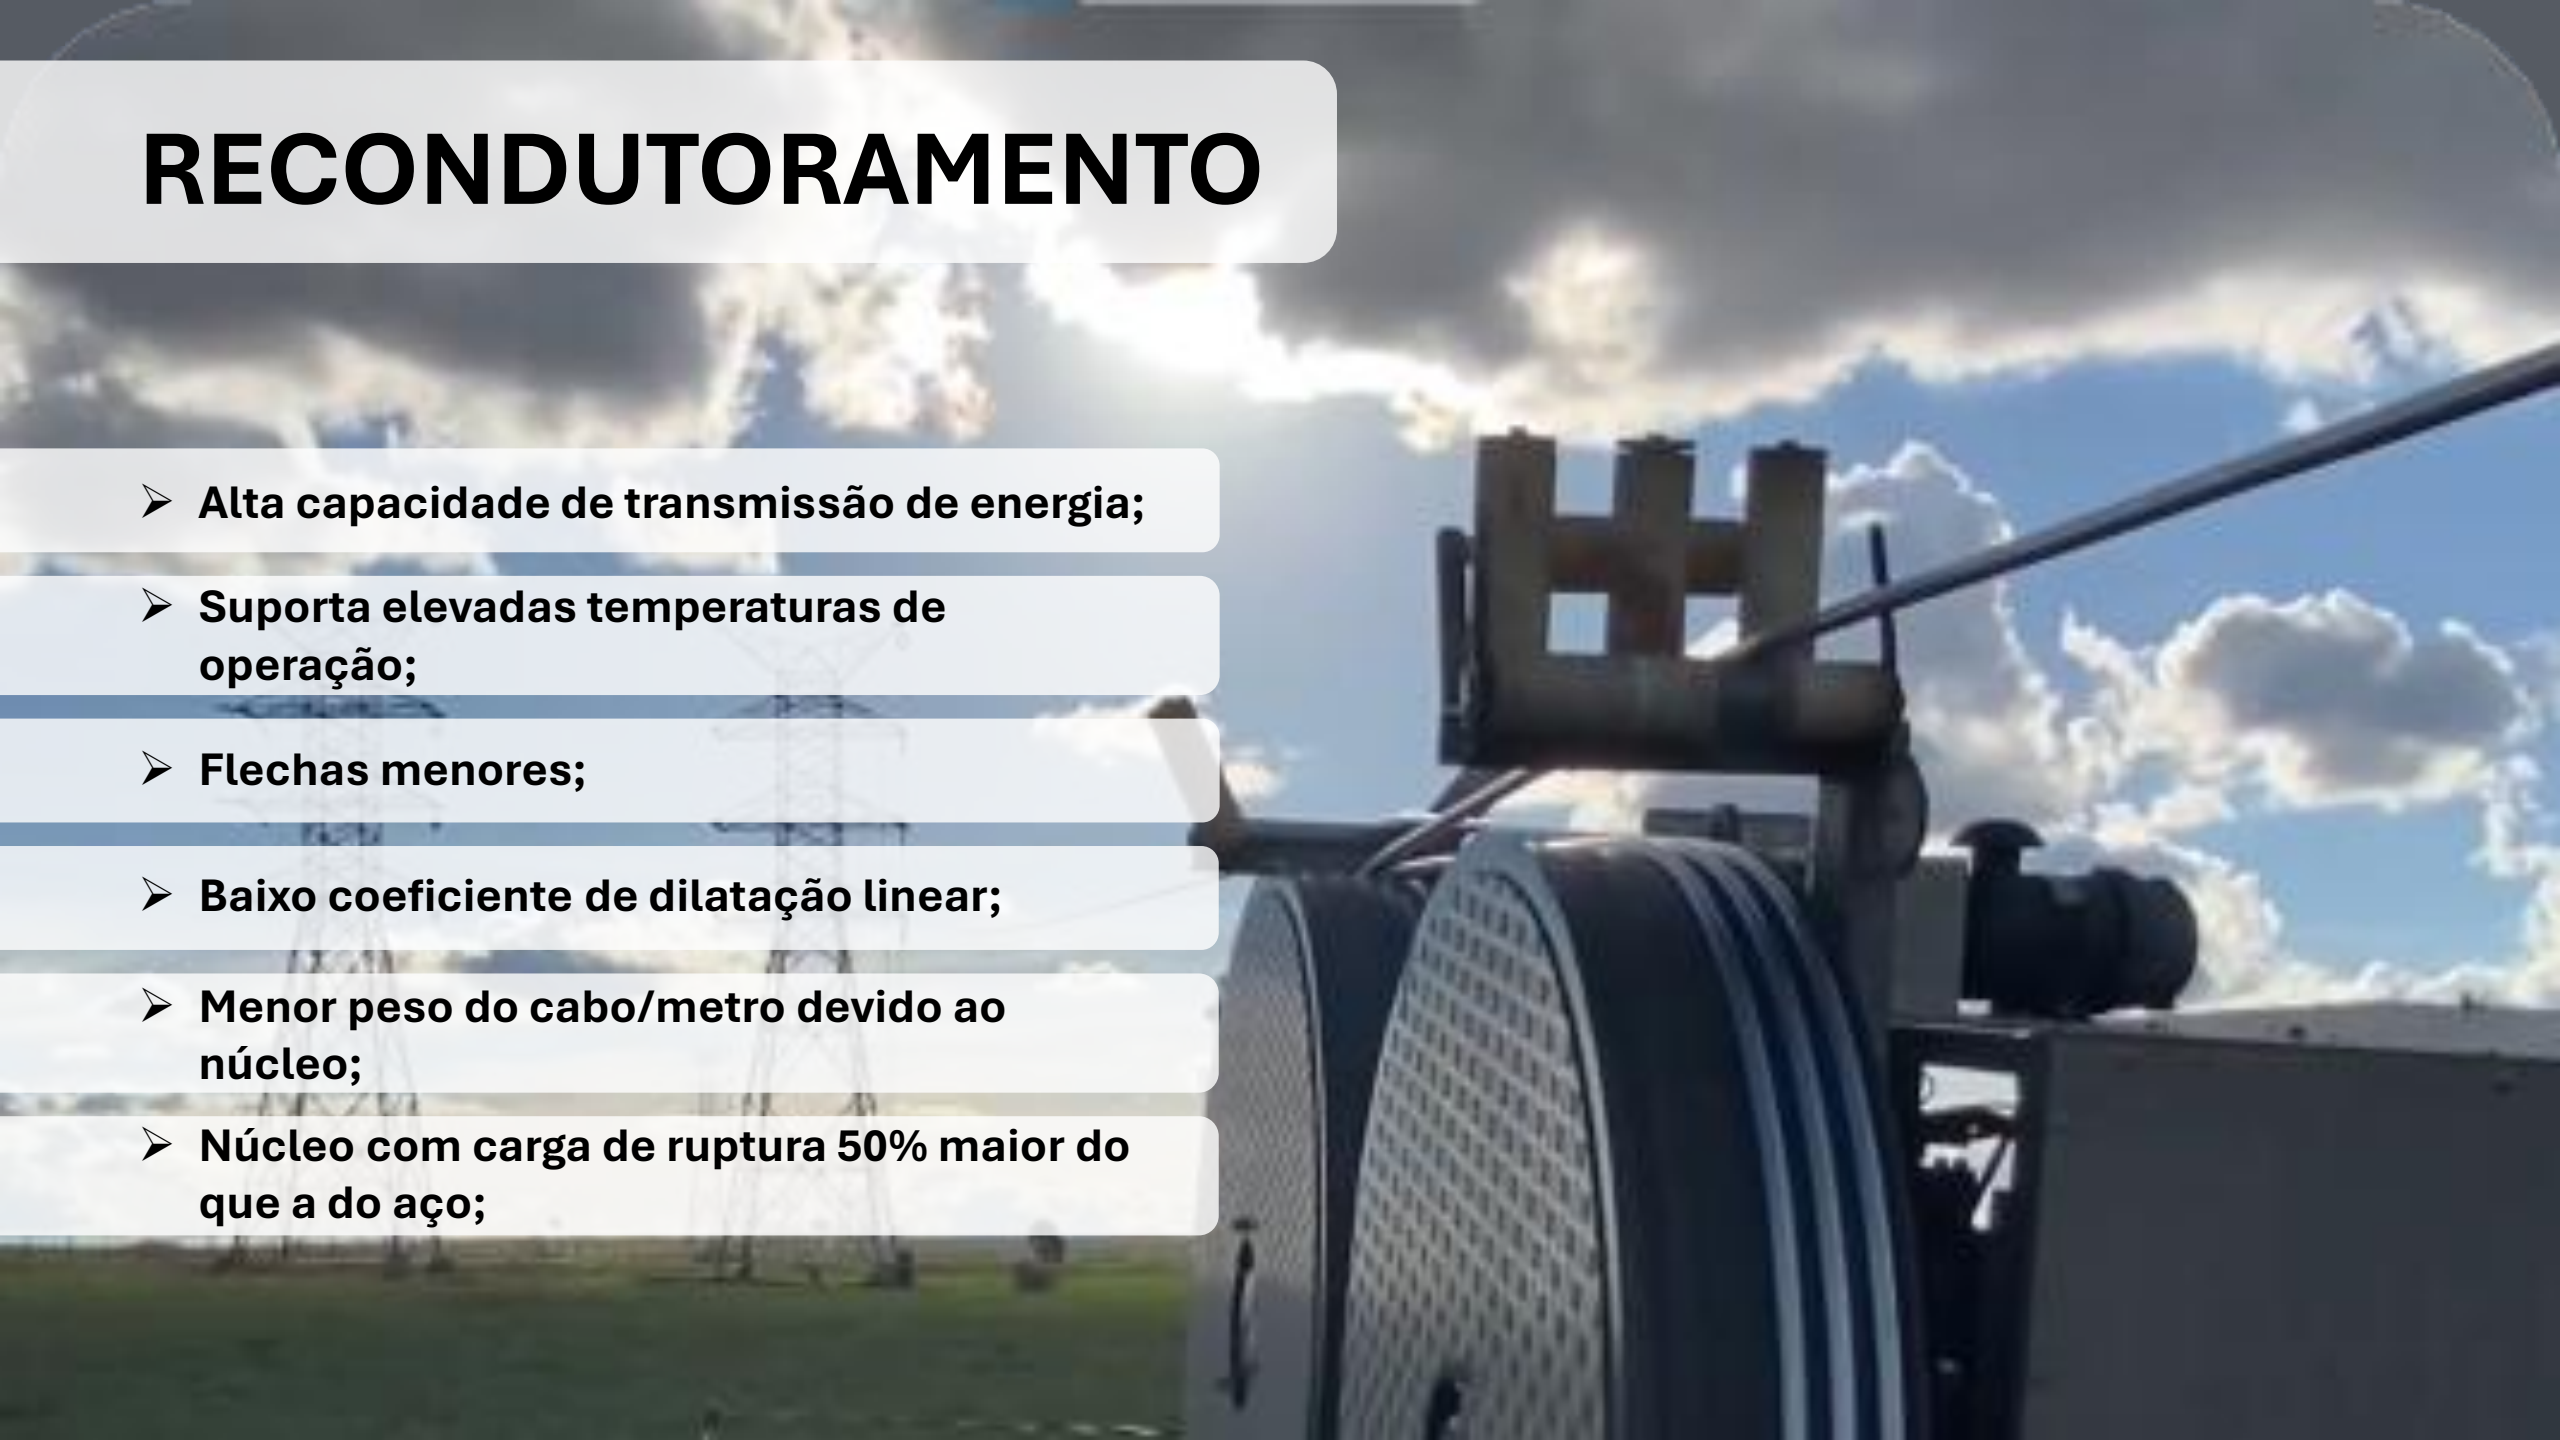 RECONDUTORAMENTO
➢ Alta capacidade de transmissão de energia;
➢ Suporta elevadas temperaturas de
operação;
➢ Flechas menores;
➢ Baixo coeficiente de dilatação linear;
➢ Menor peso do cabo/metro devido ao
núcleo;
➢ Núcleo com carga de ruptura 50% maior do
que a do aço;